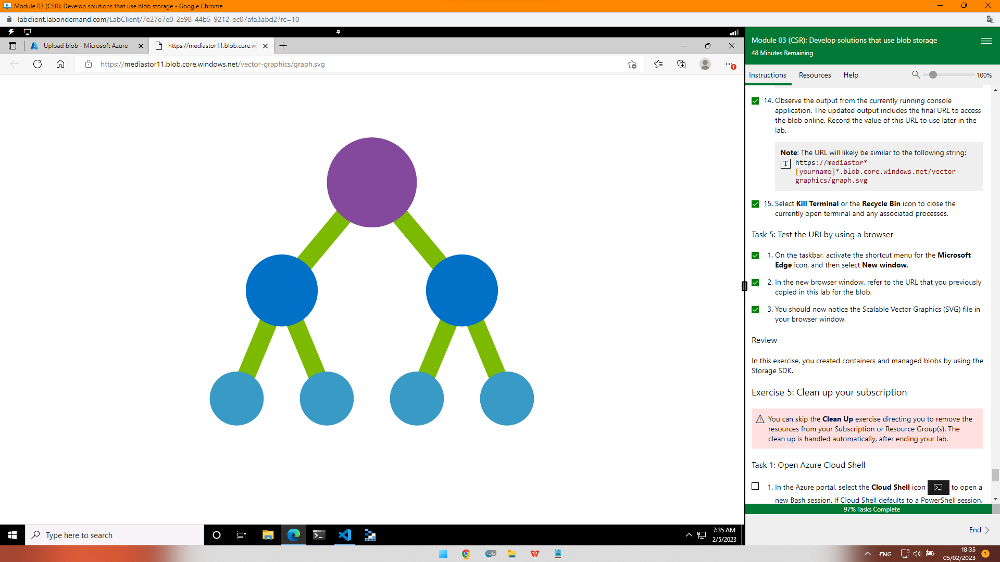 Module 03 (CSR): Develop solutions that use blob storage - Google Chrome
labclient.labondemand.com/LabClient/7e27e7e0-2e98-44b5-9212-ec07afa3abd2?rc=10
Upload blob - Microsoft Azure
https://mediastor11.blob.core.wi
https://mediastor11.blob.core.windows.net/vector-graphics/graph.svg
Module 03 (CSR): Develop solutions that use blob storage
48 Minutes Remaining
Instructions
Resources
Help
100%
14. Observe the output from the currently running console
application. The updated output includes the final URL to access
the blob online. Record the value of this URL to use later in the
lab.
Note: The URL will likely be similar to the following string:
T https://mediastor*
[yourname]*.blob.core.windows.net/vector-
graphics/graph.svg
15. Select Kill Terminal or the Recycle Bin icon to close the
currently open terminal and any associated processes.
Task 5: Test the URI by using a browser
1. On the taskbar, activate the shortcut menu for the Microsoft
Edge icon, and then select New window.
2. In the new browser window, refer to the URL that you previously
copied in this lab for the blob.
3. You should now notice the Scalable Vector Graphics (SVG) file in
your browser window.
Review
In this exercise, you created containers and managed blobs by using the
Storage SDK.
Exercise 5: Clean up your subscription
You can skip the Clean Up exercise directing you to remove the
resources from your Subscription or Resource Group(s). The
clean up is handled automatically, after ending your lab.
Task 1: Open Azure Cloud Shell
1. In the Azure portal, select the Cloud Shell icon to open a
new Bash session. If Cloud Shell defaults to a PowerShell session,
97% Tasks Complete
End
Type here to search
7:35 AM
2/5/2023
42
ENG
18:35
05/02/2023
1